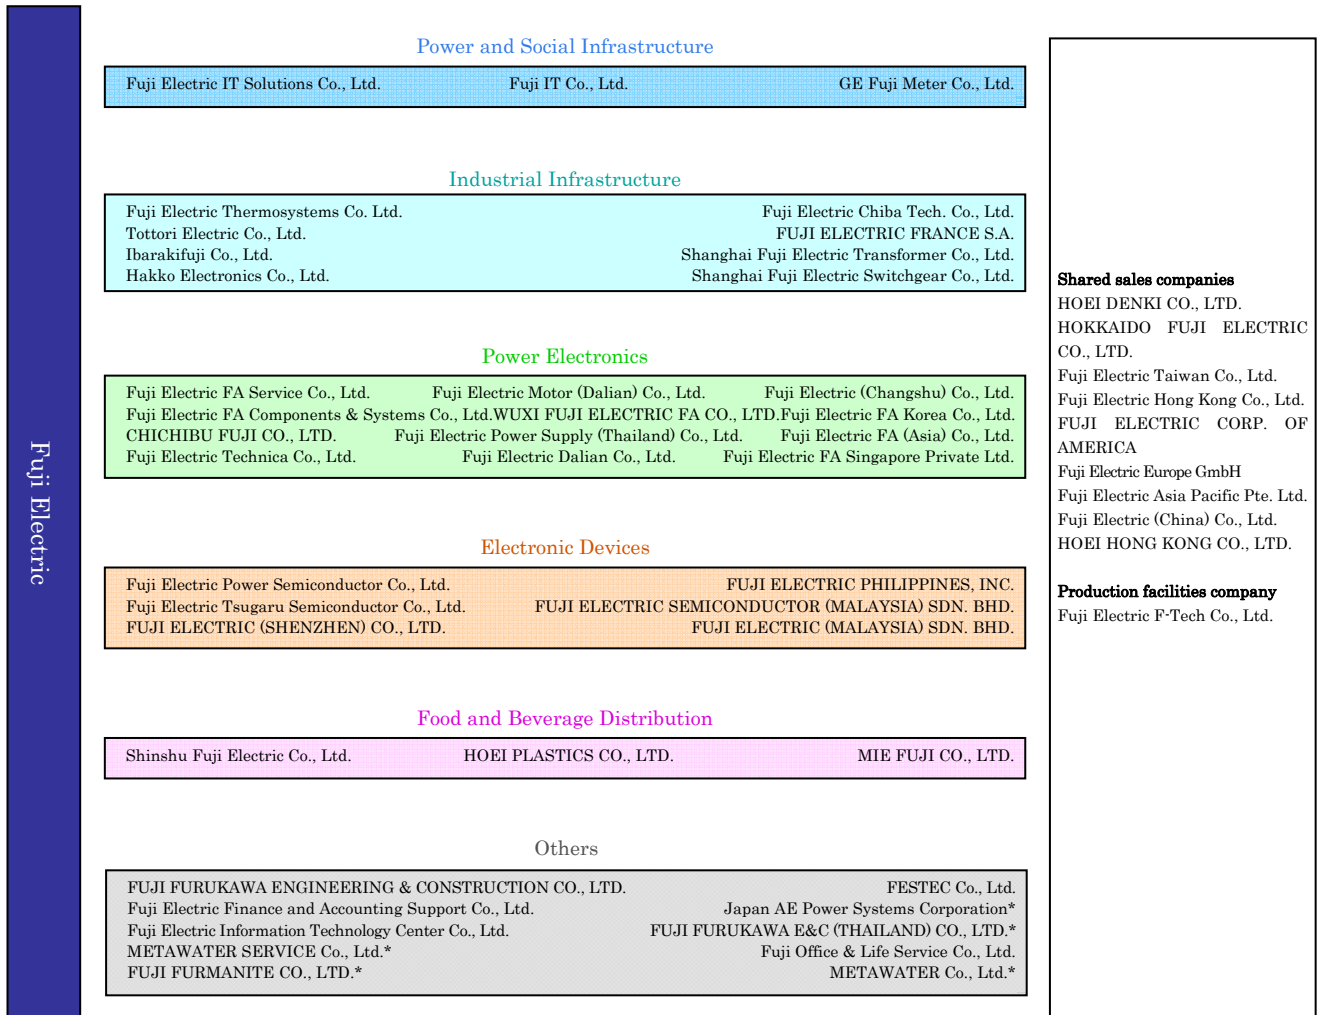 Fuji Electric
Power and Social Infrastructure
Fuji Electric IT Solutions Co., Ltd. Fuji IT Co., Ltd. GE Fuji Meter Co., Ltd.
Industrial Infrastructure
Fuji Electric Thermosystems Co. Ltd. Fuji Electric Chiba Tech. Co., Ltd.
Tottori Electric Co., Ltd. FUJI ELECTRIC FRANCE S.A.
Ibarakifuji Co., Ltd. Shanghai Fuji Electric Transformer Co., Ltd.
Hakko Electronics Co., Ltd. Shanghai Fuji Electric Switchgear Co., Ltd.
Power Electronics
Fuji Electric FA Service Co., Ltd. Fuji Electric Motor (Dalian) Co., Ltd. Fuji Electric (Changshu) Co., Ltd.
Fuji Electric FA Components & Systems Co., Ltd. WUXI FUJI ELECTRIC FA CO., LTD. Fuji Electric FA Korea Co., Ltd.
CHICHIBU FUJI CO., LTD. Fuji Electric Power Supply (Thailand) Co., Ltd. Fuji Electric FA (Asia) Co., Ltd.
Fuji Electric Technica Co., Ltd. Fuji Electric Dalian Co., Ltd. Fuji Electric FA Singapore Private Ltd.
Electronic Devices
Fuji Electric Power Semiconductor Co., Ltd. FUJI ELECTRIC PHILIPPINES, INC.
Fuji Electric Tsugaru Semiconductor Co., Ltd. FUJI ELECTRIC SEMICONDUCTOR (MALAYSIA) SDN. BHD.
FUJI ELECTRIC (SHENZHEN) CO., LTD. FUJI ELECTRIC (MALAYSIA) SDN. BHD.
Food and Beverage Distribution
Shinshu Fuji Electric Co., Ltd. HOEI PLASTICS CO., LTD. MIE FUJI CO., LTD.
Others
FUJI FURUKAWA ENGINEERING & CONSTRUCTION CO., LTD. FESTEC Co., Ltd.
Fuji Electric Finance and Accounting Support Co., Ltd. Japan AE Power Systems Corporation*
Fuji Electric Information Technology Center Co., Ltd. FUJI FURUKAWA E&C (THAILAND) CO., LTD.*
METAWATER SERVICE Co., Ltd.* Fuji Office & Life Service Co., Ltd.
FUJI FURMANITE CO., LTD.* METAWATER Co., Ltd.*
Shared sales companies
HOEI DENKI CO., LTD.
HOKKAIDO FUJI ELECTRIC
CO., LTD.
Fuji Electric Taiwan Co., Ltd.
Fuji Electric Hong Kong Co., Ltd.
FUJI ELECTRIC CORP. OF
AMERICA
Fuji Electric Europe GmbH
Fuji Electric Asia Pacific Pte. Ltd.
Fuji Electric (China) Co., Ltd.
HOEI HONG KONG CO., LTD.
Production facilities company
Fuji Electric F-Tech Co., Ltd.